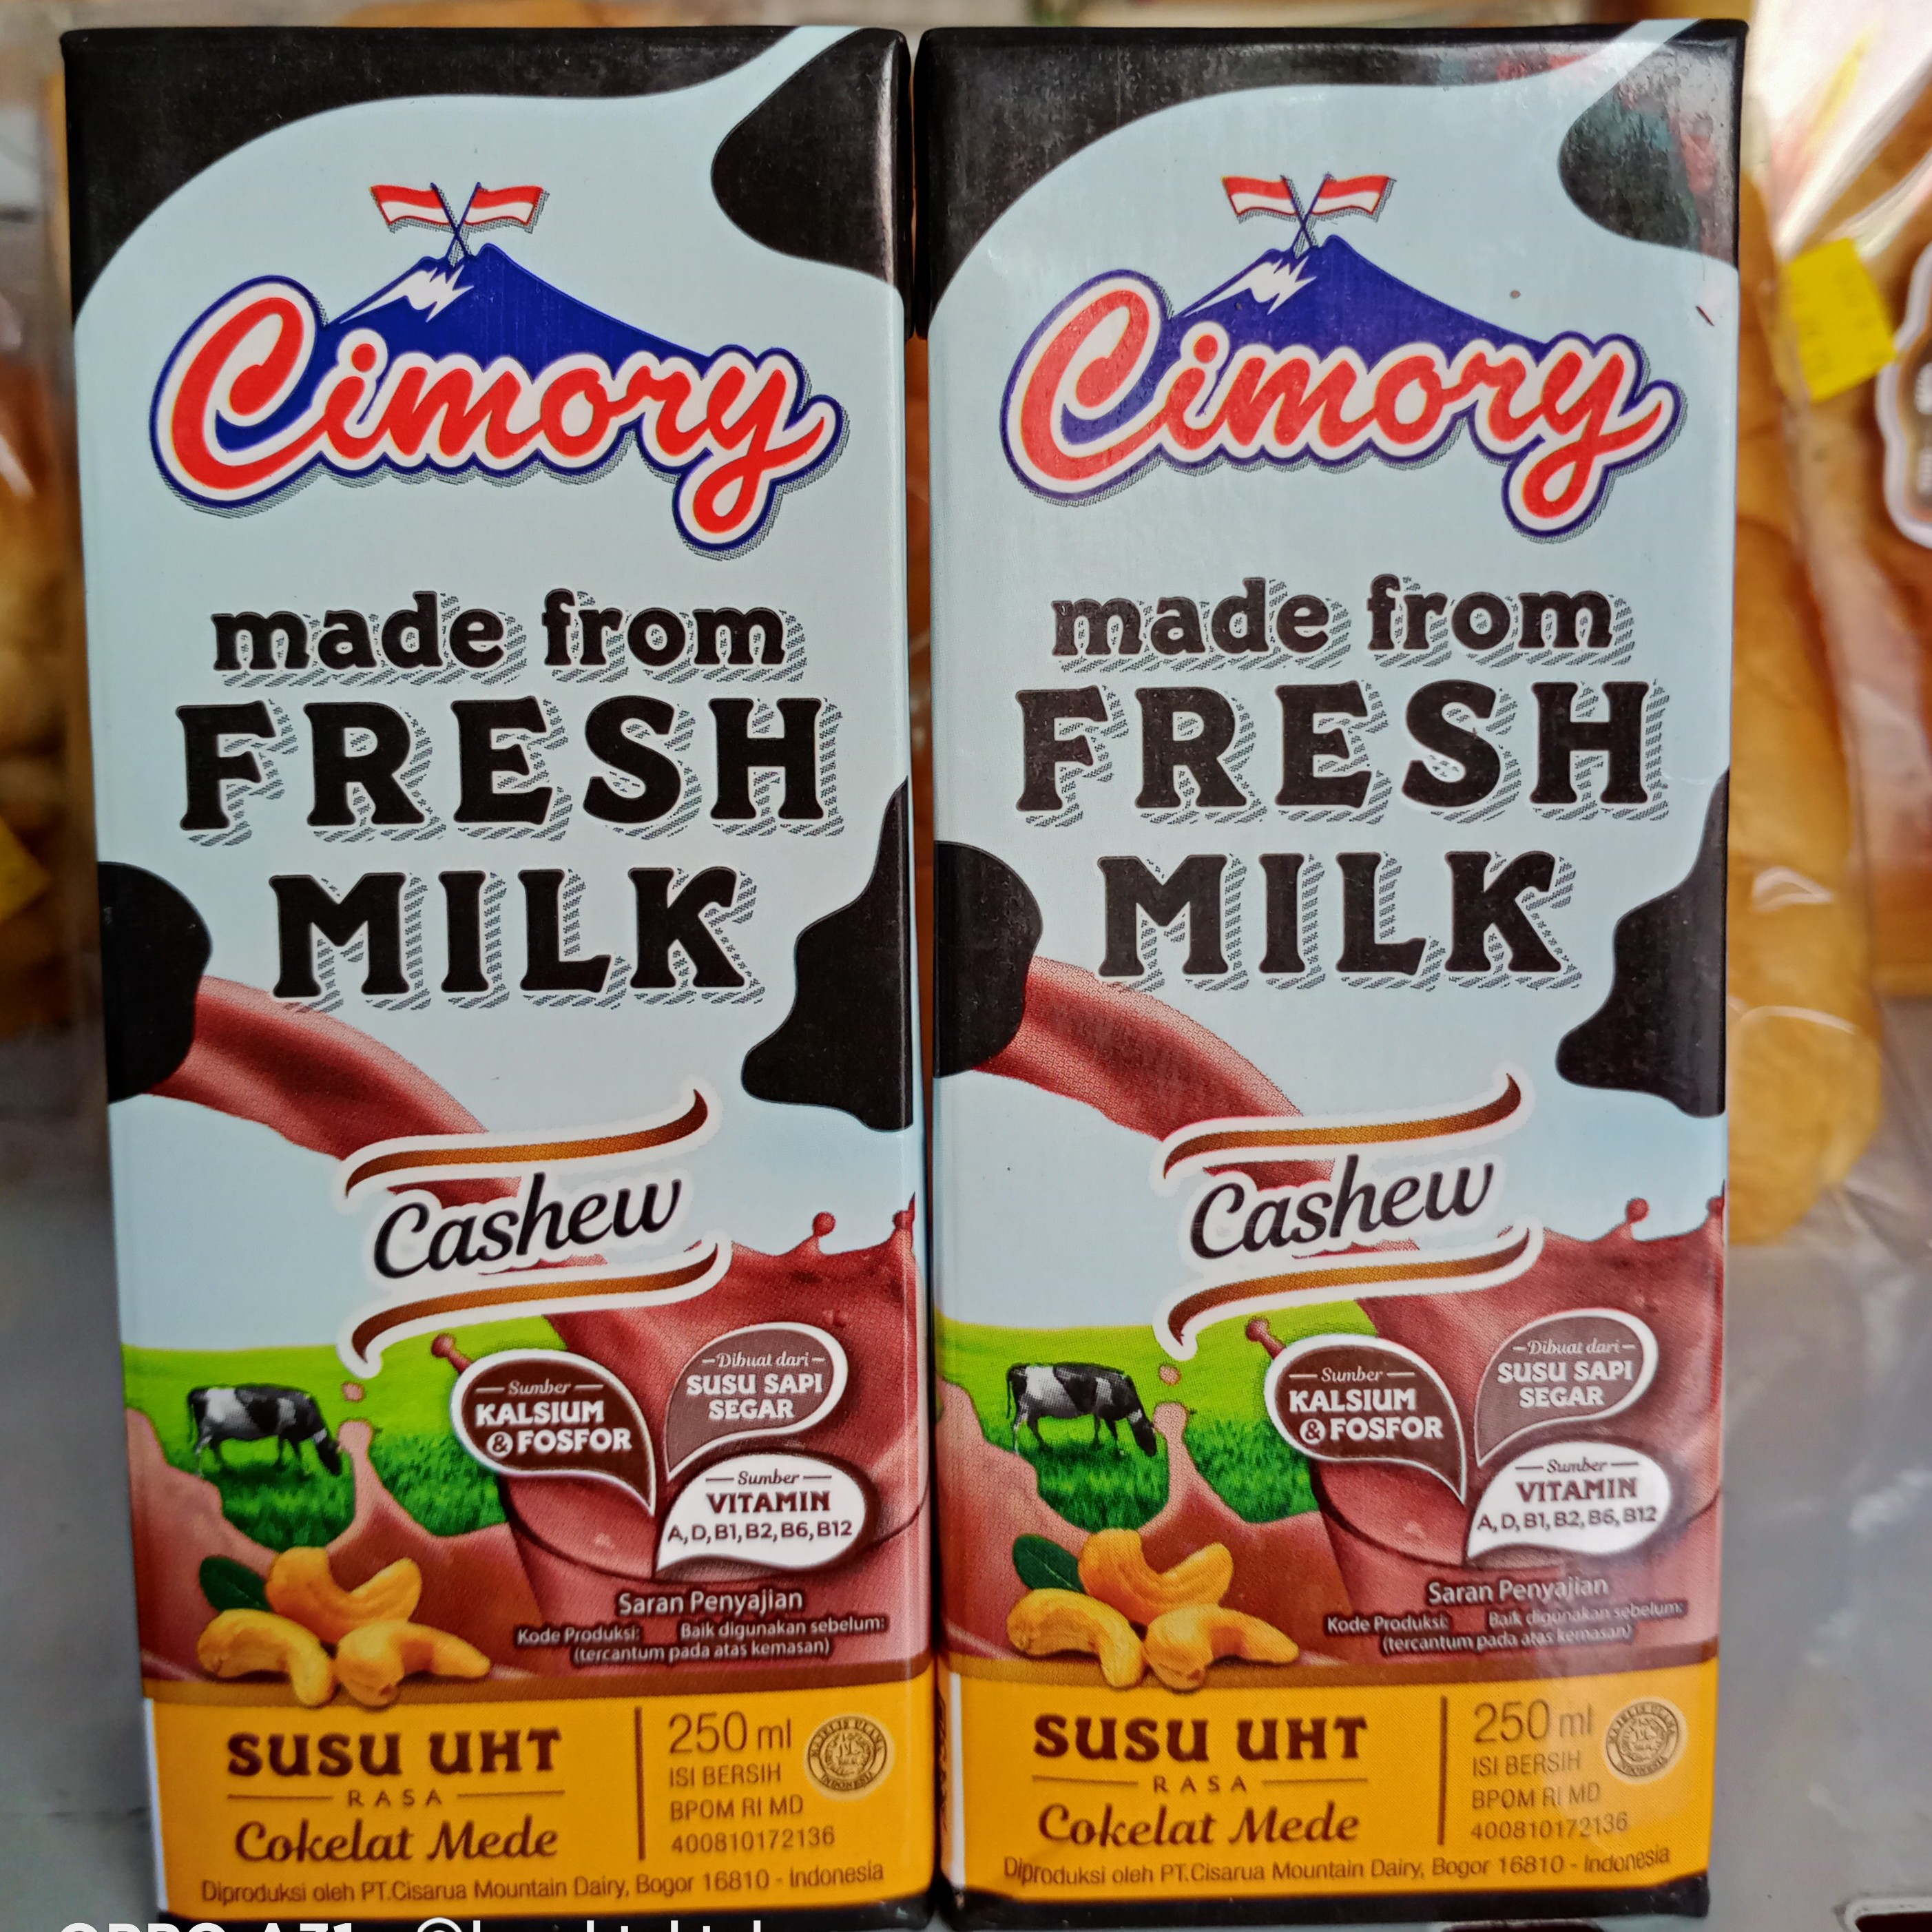 Cimory
made from
FRESH
MILK
Cashew
Sumber
KALSIUM
& FOSFOR
Dibuat dari
SUSU SAPI
SEGAR
Sumber
VITAMIN
A, D, B1, B2, B6, B12
Saran Penyajian
Kode Produksi: Baik digunakan sebelum:
(tercantum pada atas kemasan)
SUSU UHT
RASA
Cokelat Mede
250 ml
ISI BERSIH
BPOM RI MD
400810172136
Diproduksi oleh PT.Cisarua Mountain Dairy, Bogor 16810 - Indonesia
Cimory
made from
FRESH
MILK
Cashew
Sumber
KALSIUM
& FOSFOR
Dibuat dari
SUSU SAPI
SEGAR
Sumber
VITAMIN
A, D, B1, B2, B6, B12
Saran Penyajian
Kode Produksi: Baik digunakan sebelum:
(tercantum pada atas kemasan)
SUSU UHT
RASA
Cokelat Mede
250 ml
ISI BERSIH
BPOM RI MD
400810172136
Diproduksi oleh PT.Cisarua Mountain Dairy, Bogor 16810 - Indonesia